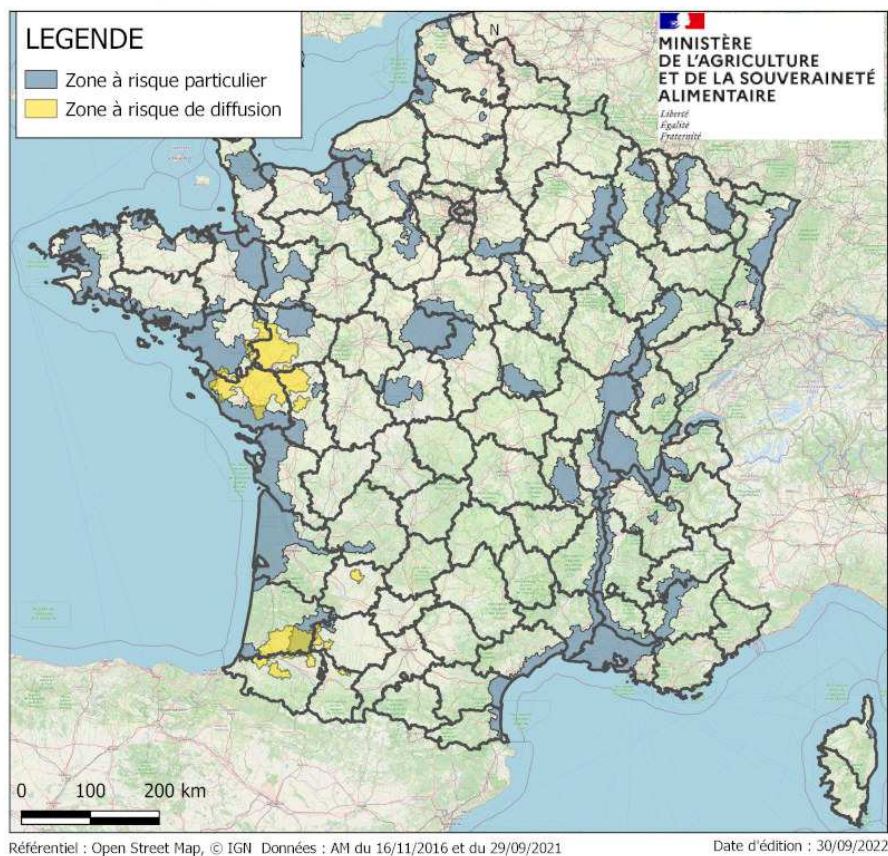 LEGENDE
Zone à risque particulier
Zone à risque de diffusion
N
MINISTÈRE
DE L'AGRICULTURE
ET DE LA SOUVERAINETÉ
ALIMENTAIRE
Liberté
Égalité
Fraternité
0 100 200 km
Référentiel : Open Street Map, © IGN Données : AM du 16/11/2016 et du 29/09/2021
Date d'édition : 30/09/2022